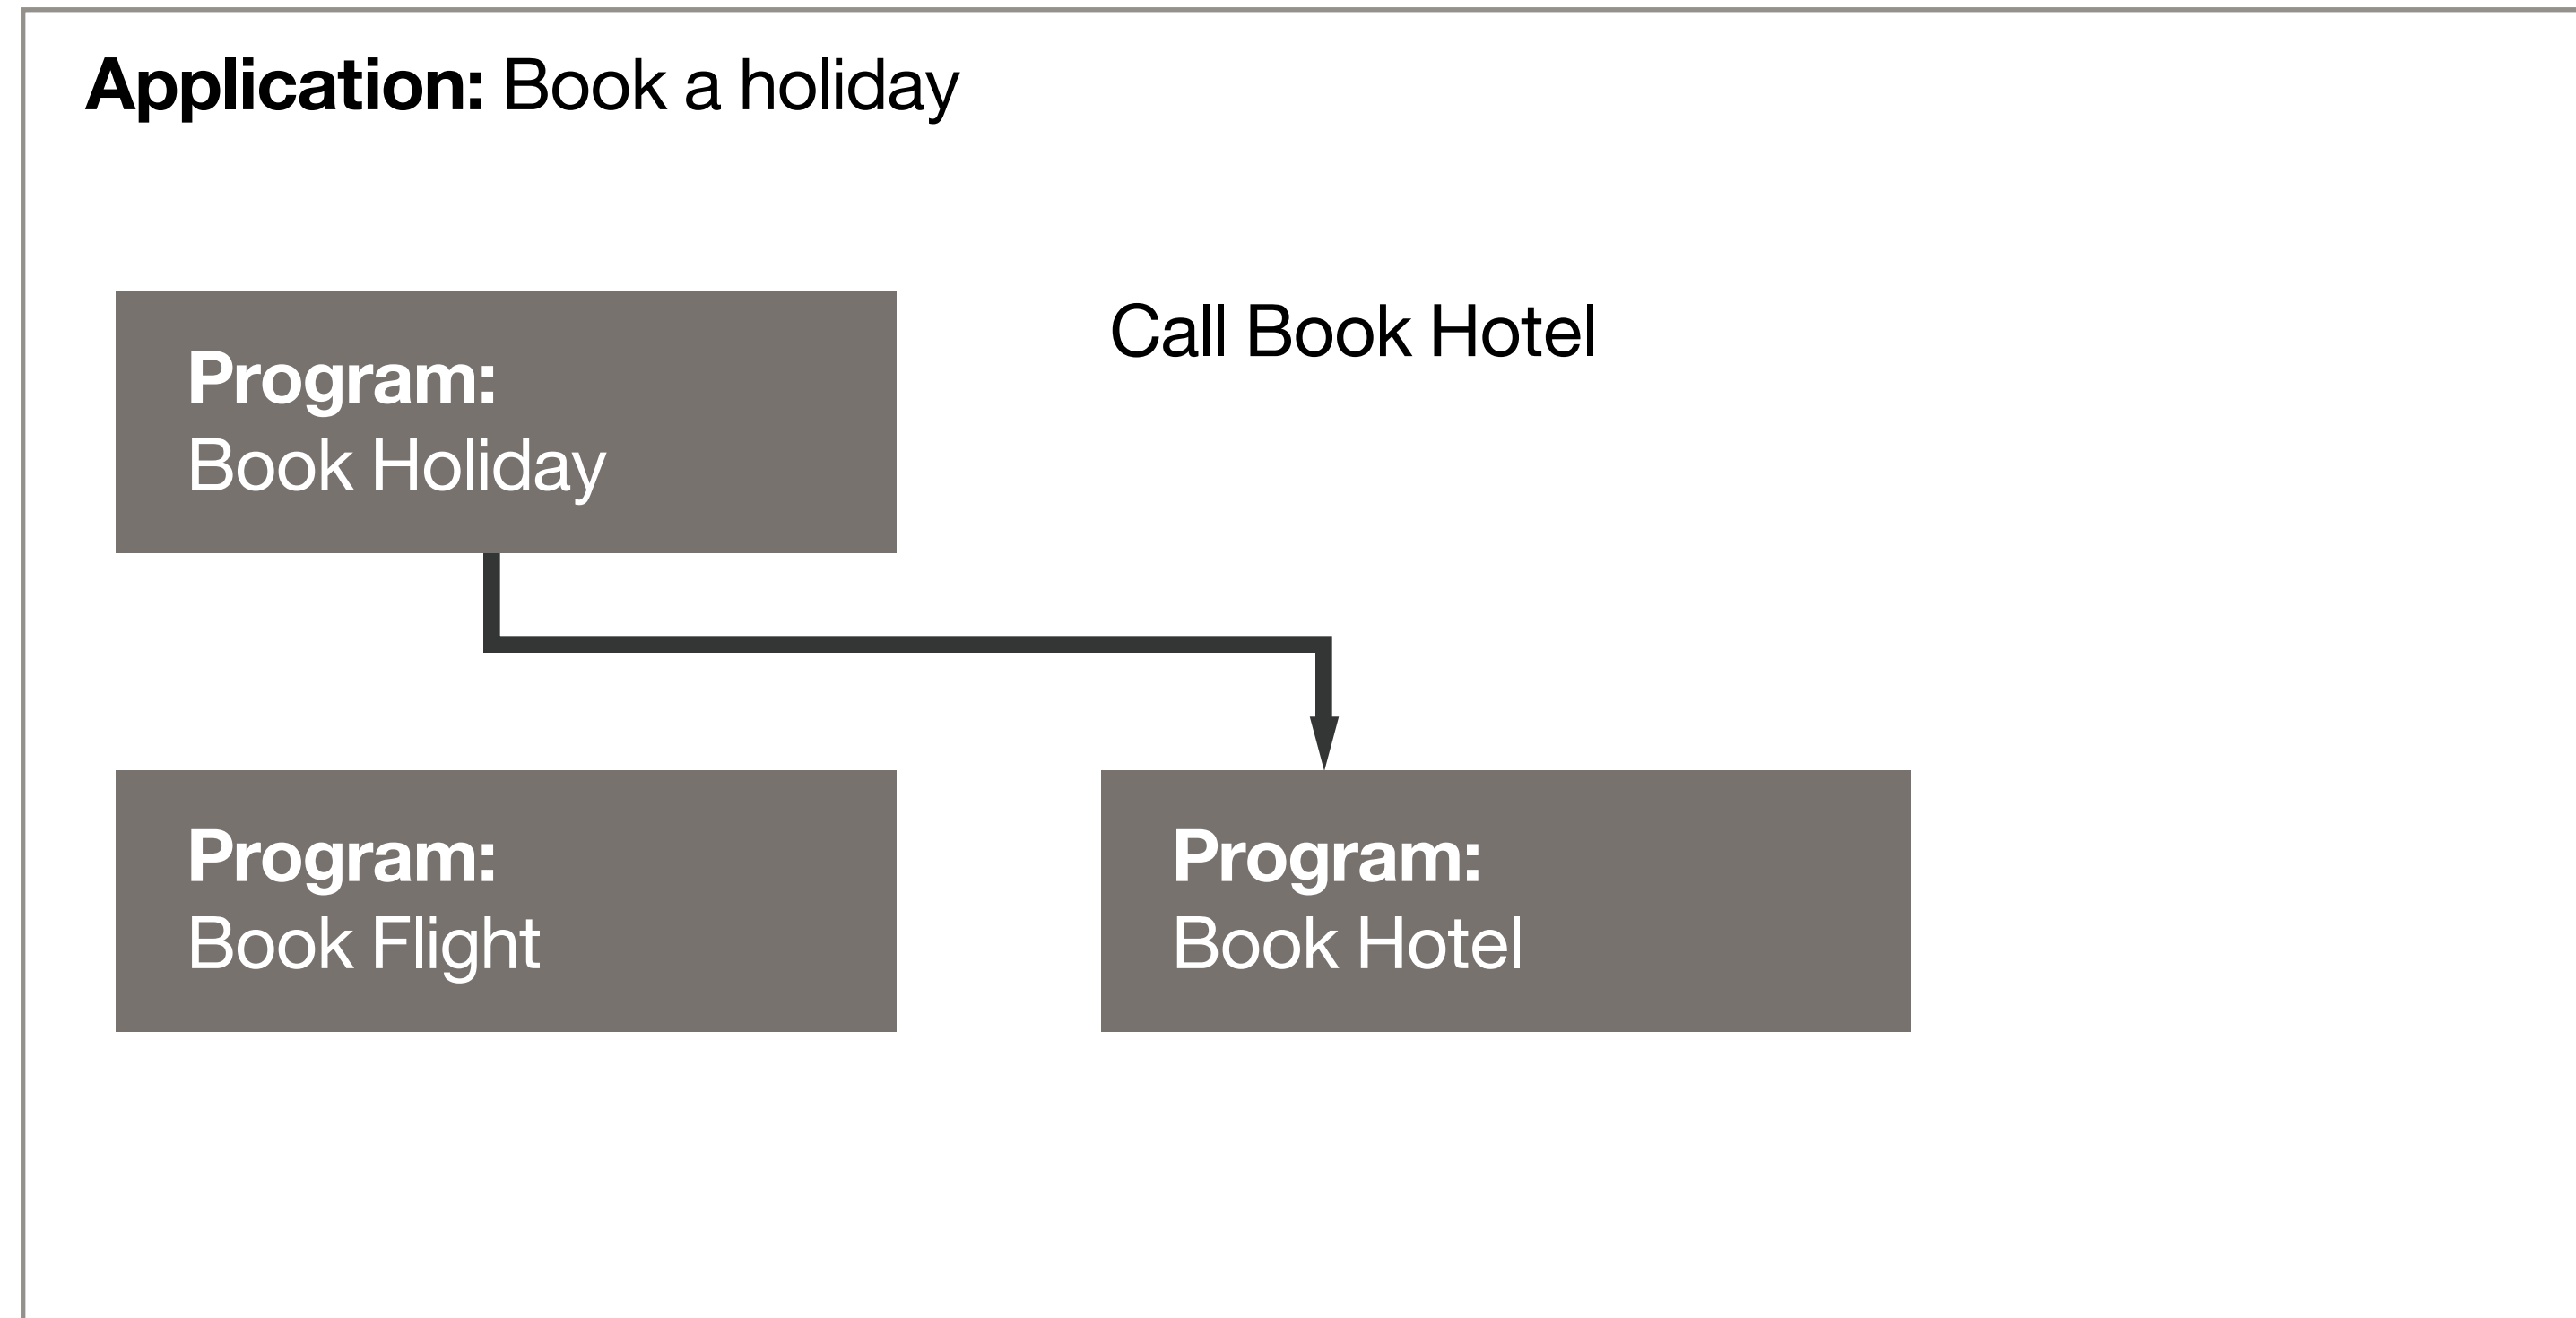 Application: Book a holiday
Program:
Book Holiday
Call Book Hotel
Program:
Book Flight
Program:
Book Hotel